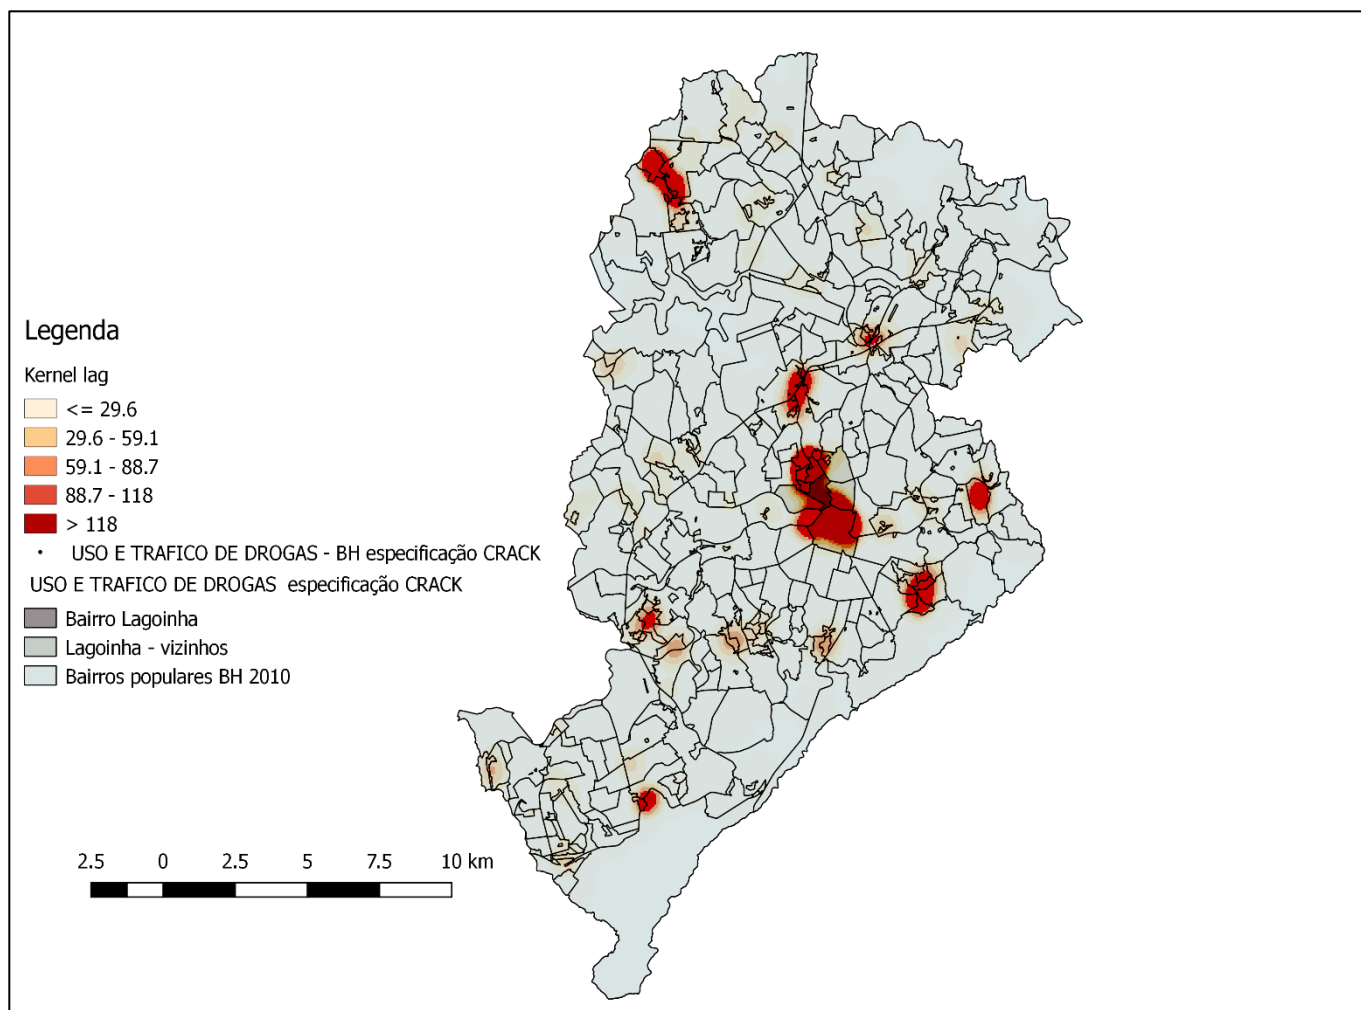 Legenda
Kernel lag
<= 29.6
29.6 - 59.1
59.1 - 88.7
88.7 - 118
> 118
USO E TRAFICO DE DROGAS - BH especificação CRACK
USO E TRAFICO DE DROGAS especificação CRACK
Bairro Lagoinha
Lagoinha - vizinhos
Bairros populares BH 2010
2.5 0 2.5 5 7.5 10 km